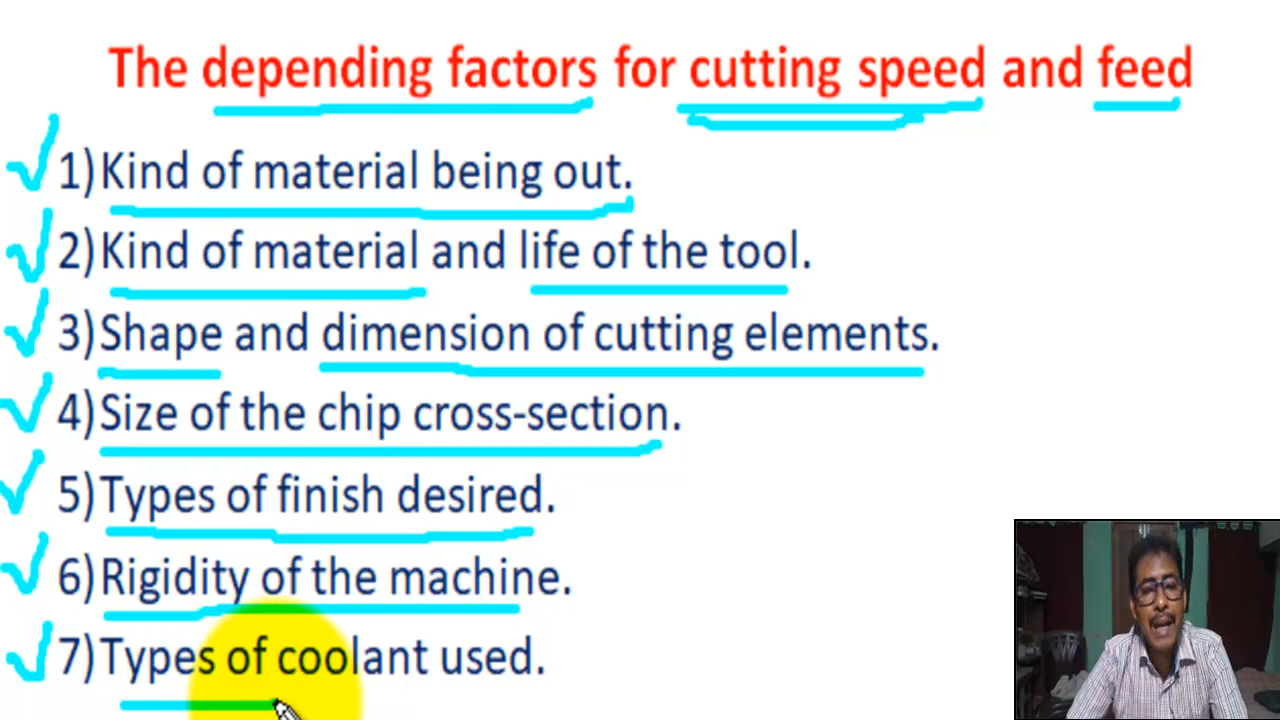 The depending factors for cutting speed and feed
1)Kind of material being out.
2)Kind of material and life of the tool.
3)Shape and dimension of cutting elements.
4)Size of the chip cross-section.
5)Types of finish desired.
6)Rigidity of the machine.
7)Types of coolant used.